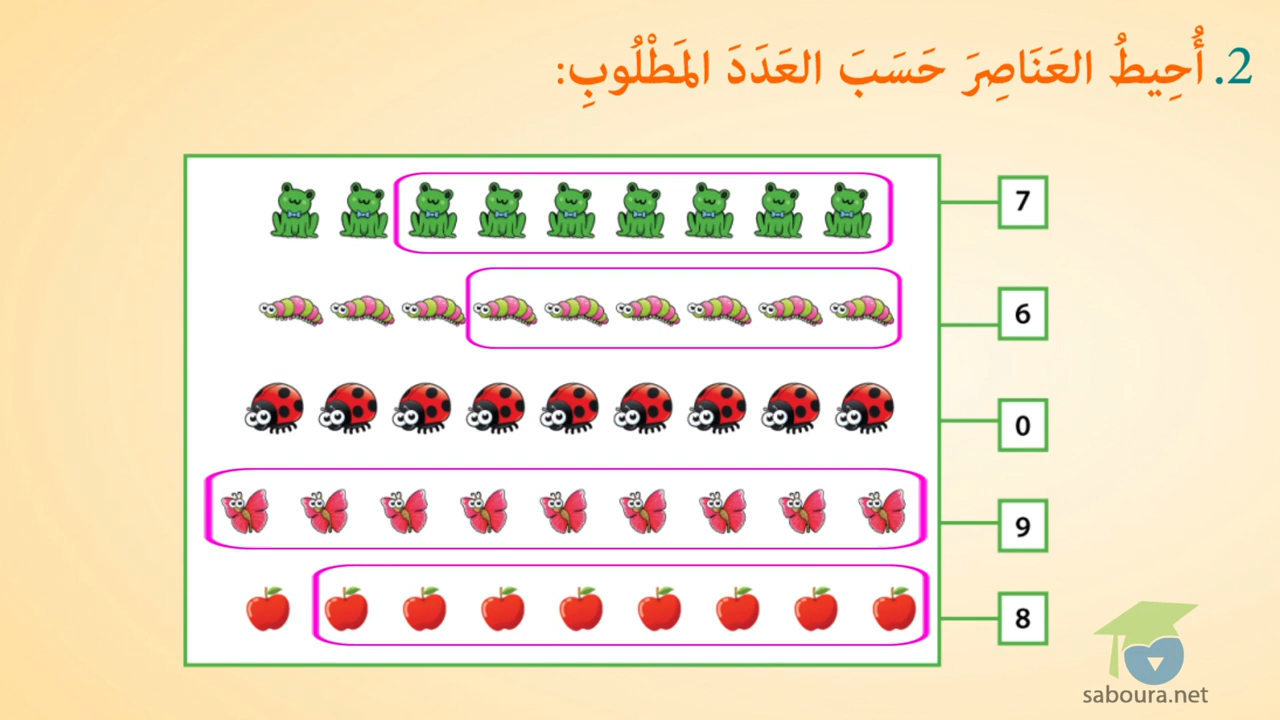 2. أُحِيطُ العَنَاصِرَ حَسَبَ العَدَدَ المَطْلُوبِ:
7
6
0
9
8
saboura.net